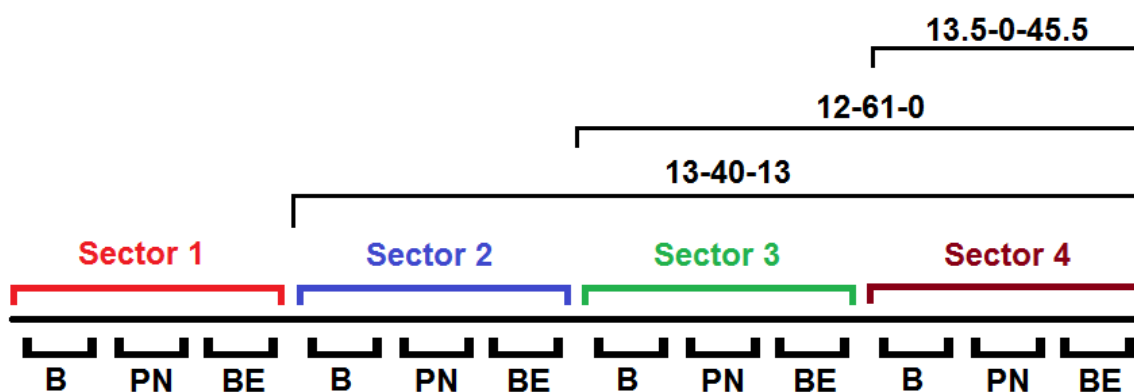 13.5-0-45.5
12-61-0
13-40-13
Sector 1 Sector 2 Sector 3 Sector 4
B PN BE B PN BE B PN BE B PN BE